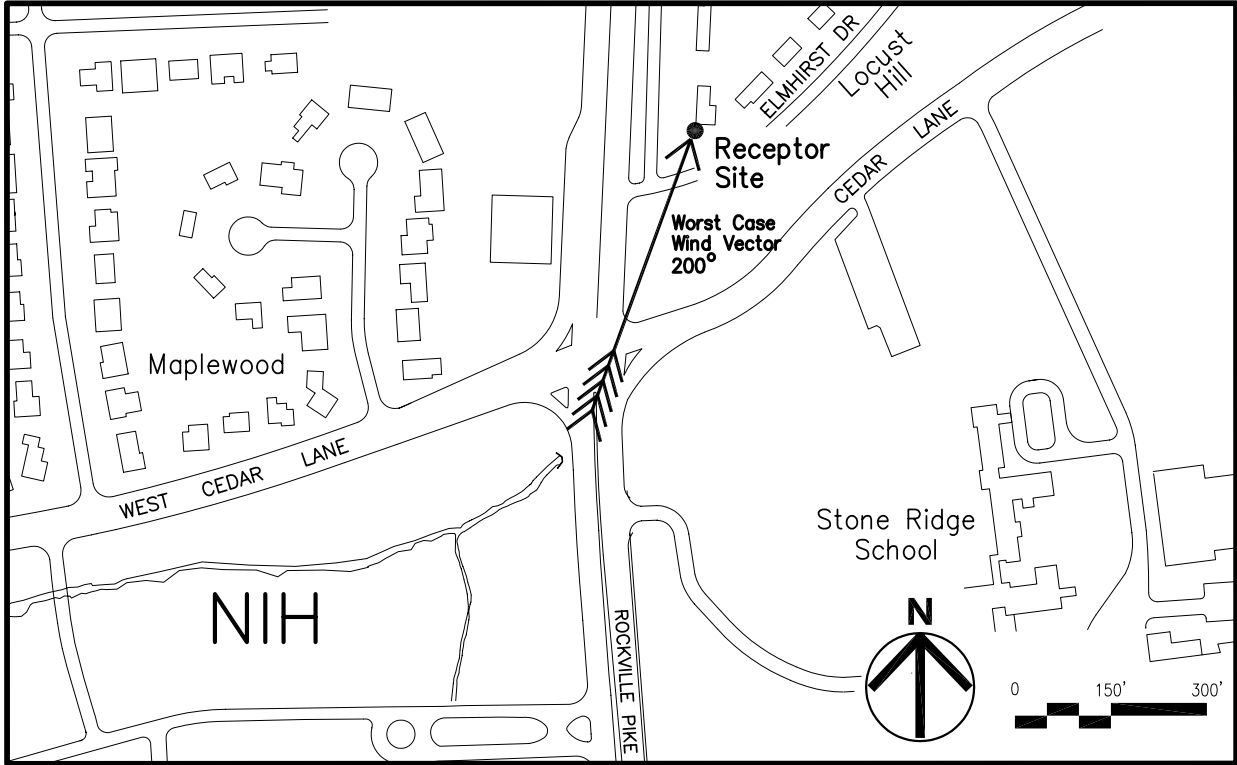 ELMHIRST DR
Locust
Hill
CEDAR LANE
Receptor
Site
Worst Case
Wind Vector
200°
Maplewood
WEST CEDAR LANE
Stone Ridge
School
NIH
ROCKVILLE PIKE
N
0 150' 300'